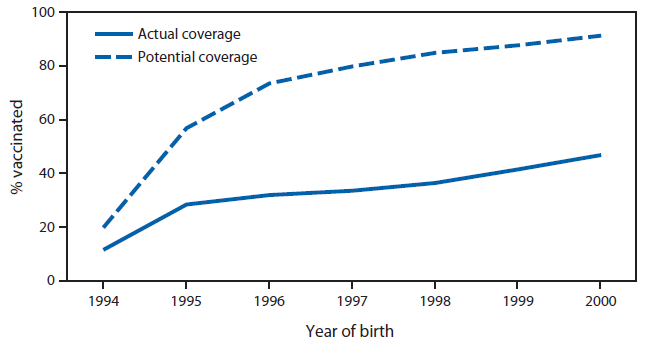 100
Actual coverage
Potential coverage
80
60
40
20
0
% vaccinated
1994 1995 1996 1997 1998 1999 2000
Year of birth